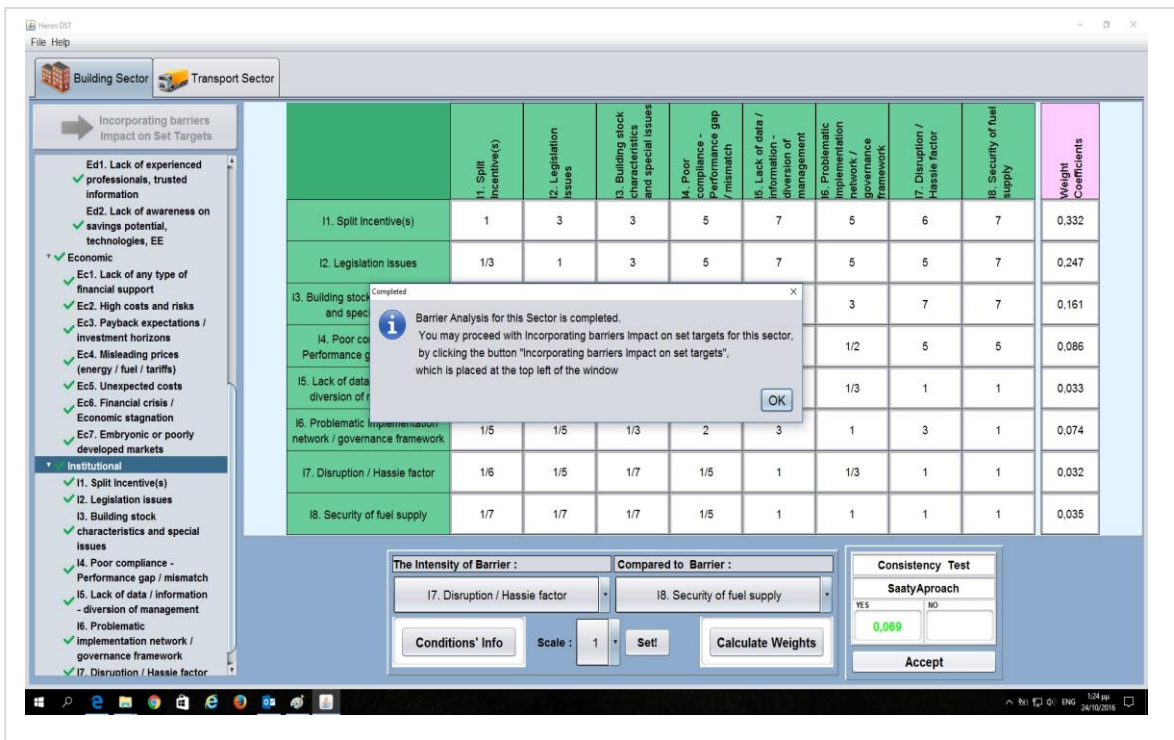 Heron DST
File Help
Building Sector
Transport Sector
Incorporating barriers
Impact on Set Targets
Ed1. Lack of experienced
professionals, trusted
information
Ed2. Lack of awareness on
savings potential,
technologies, EE
Economic
Ec1. Lack of any type of
financial support
Ec2. High costs and risks
Ec3. Payback expectations /
investment horizons
Ec4. Misleading prices
(energy / fuel / tariffs)
Ec5. Unexpected costs
Ec6. Financial crisis /
Economic stagnation
Ec7. Embryonic or poorly
developed markets
Institutional
I1. Split Incentive(s)
I2. Legislation issues
I3. Building stock
characteristics and special
issues
I4. Poor compliance -
Performance gap / mismatch
I5. Lack of data / information
- diversion of management
I6. Problematic
implementation network /
governance framework
I7. Disruption / Hassie factor
I1. Split
Incentive(s)
I2. Legislation
issues
I3. Building stock
characteristics
and special issues
I4. Poor
compliance -
Performance gap
/ mismatch
I5. Lack of data /
information -
diversion of
management
I6. Problematic
implementation
network /
governance
framework
I7. Disruption /
Hassie factor
I8. Security of fuel
supply
Weight
Coefficients
I1. Split Incentive(s) 1 3 3 5 7 5 6 7 0,332
I2. Legislation issues 1/3 1 3 5 7 5 5 7 0,247
I3. Building stock
and speci
3 7 7 0,161
I4. Poor co
Performance g
1/2 5 5 0,086
I5. Lack of data
diversion of
1/3 1 1 0,033
I6. Problematic implementation
network / governance framework
1/5 1/5 1/3 2 3 1 3 1 0,074
I7. Disruption / Hassie factor 1/6 1/5 1/7 1/5 1 1/3 1 1 0,032
I8. Security of fuel supply 1/7 1/7 1/7 1/5 1 1 1 1 0,035
Completed
Barrier Analysis for this Sector is completed.
You may proceed with Incorporating barriers Impact on set targets for this sector,
by clicking the button "Incorporating barriers Impact on set targets",
which is placed at the top left of the window
OK
The Intensity of Barrier :
Compared to Barrier :
I7. Disruption / Hassie factor
I8. Security of fuel supply
Conditions' Info
Scale : 1
Set!
Calculate Weights
Consistency Test
SaatyAproach
YES NO
0,069
Accept
ENG
1:24 μμ
24/10/2016